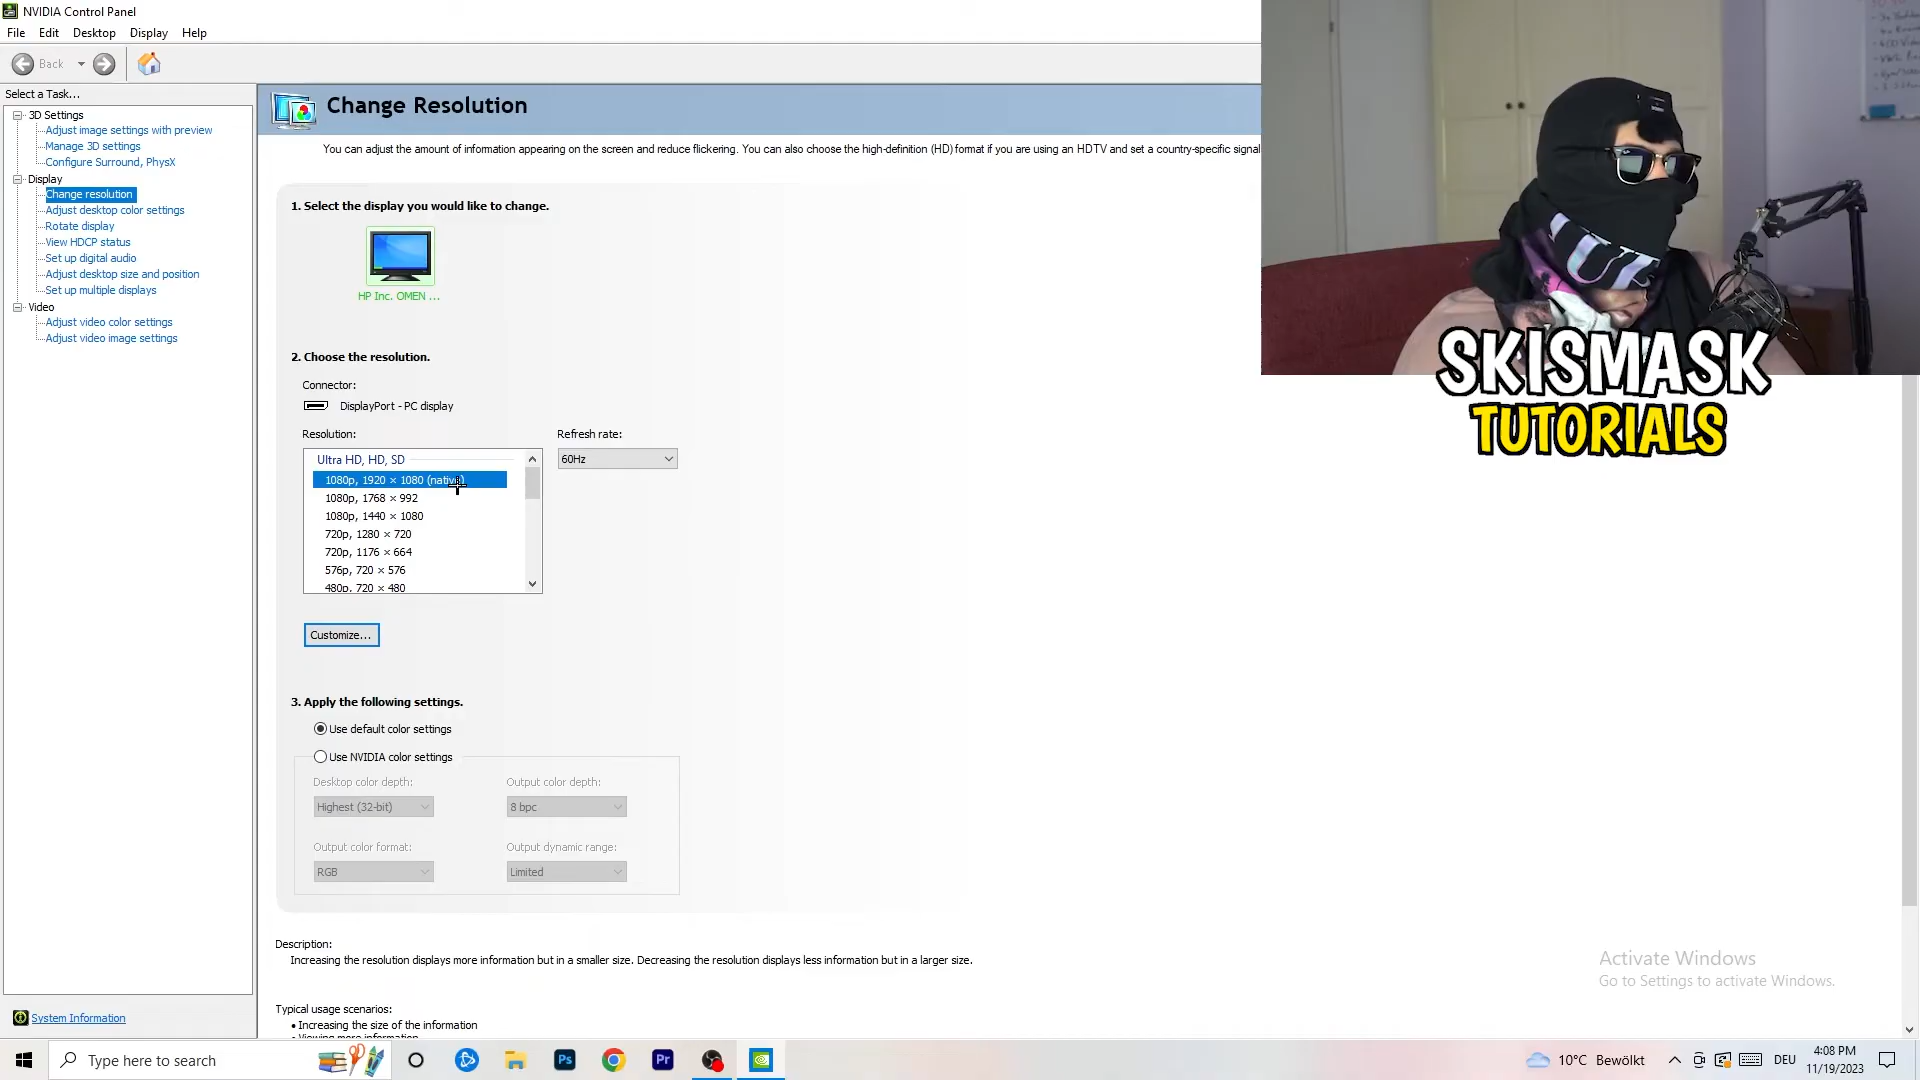 NVIDIA Control Panel
File Edit Desktop Display Help
Back
Select a Task...
3D Settings
Adjust image settings with preview
Manage 3D settings
Configure Surround, PhysX
Display
Change resolution
Adjust desktop color settings
Rotate display
View HDCP status
Set up digital audio
Adjust desktop size and position
Set up multiple displays
Video
Adjust video color settings
Adjust video image settings
System Information
Change Resolution
You can adjust the amount of information appearing on the screen and reduce flickering. You can also choose the high-definition (HD) format if you are using an HDTV and set a country-specific signal
1. Select the display you would like to change.
HP Inc. OMEN ...
2. Choose the resolution.
Connector:
DisplayPort - PC display
Resolution:
Refresh rate:
Ultra HD, HD, SD
60Hz
1080p, 1920 × 1080 (native)
1080p, 1768 × 992
1080p, 1440 × 1080
720p, 1280 × 720
720p, 1176 × 664
576p, 720 × 576
480p, 720 × 480
Customize...
3. Apply the following settings.
Use default color settings
Use NVIDIA color settings
Desktop color depth:
Output color depth:
Highest (32-bit)
8 bpc
Output color format:
Output dynamic range:
RGB
Limited
Description:
Increasing the resolution displays more information but in a smaller size. Decreasing the resolution displays less information but in a larger size.
Typical usage scenarios:
• Increasing the size of the information
• Viewing more information
SKISMASK
TUTORIALS
Activate Windows
Go to Settings to activate Windows.
Type here to search
Ps
Pr
10°C Bewölkt
DEU
4:08 PM
11/19/2023